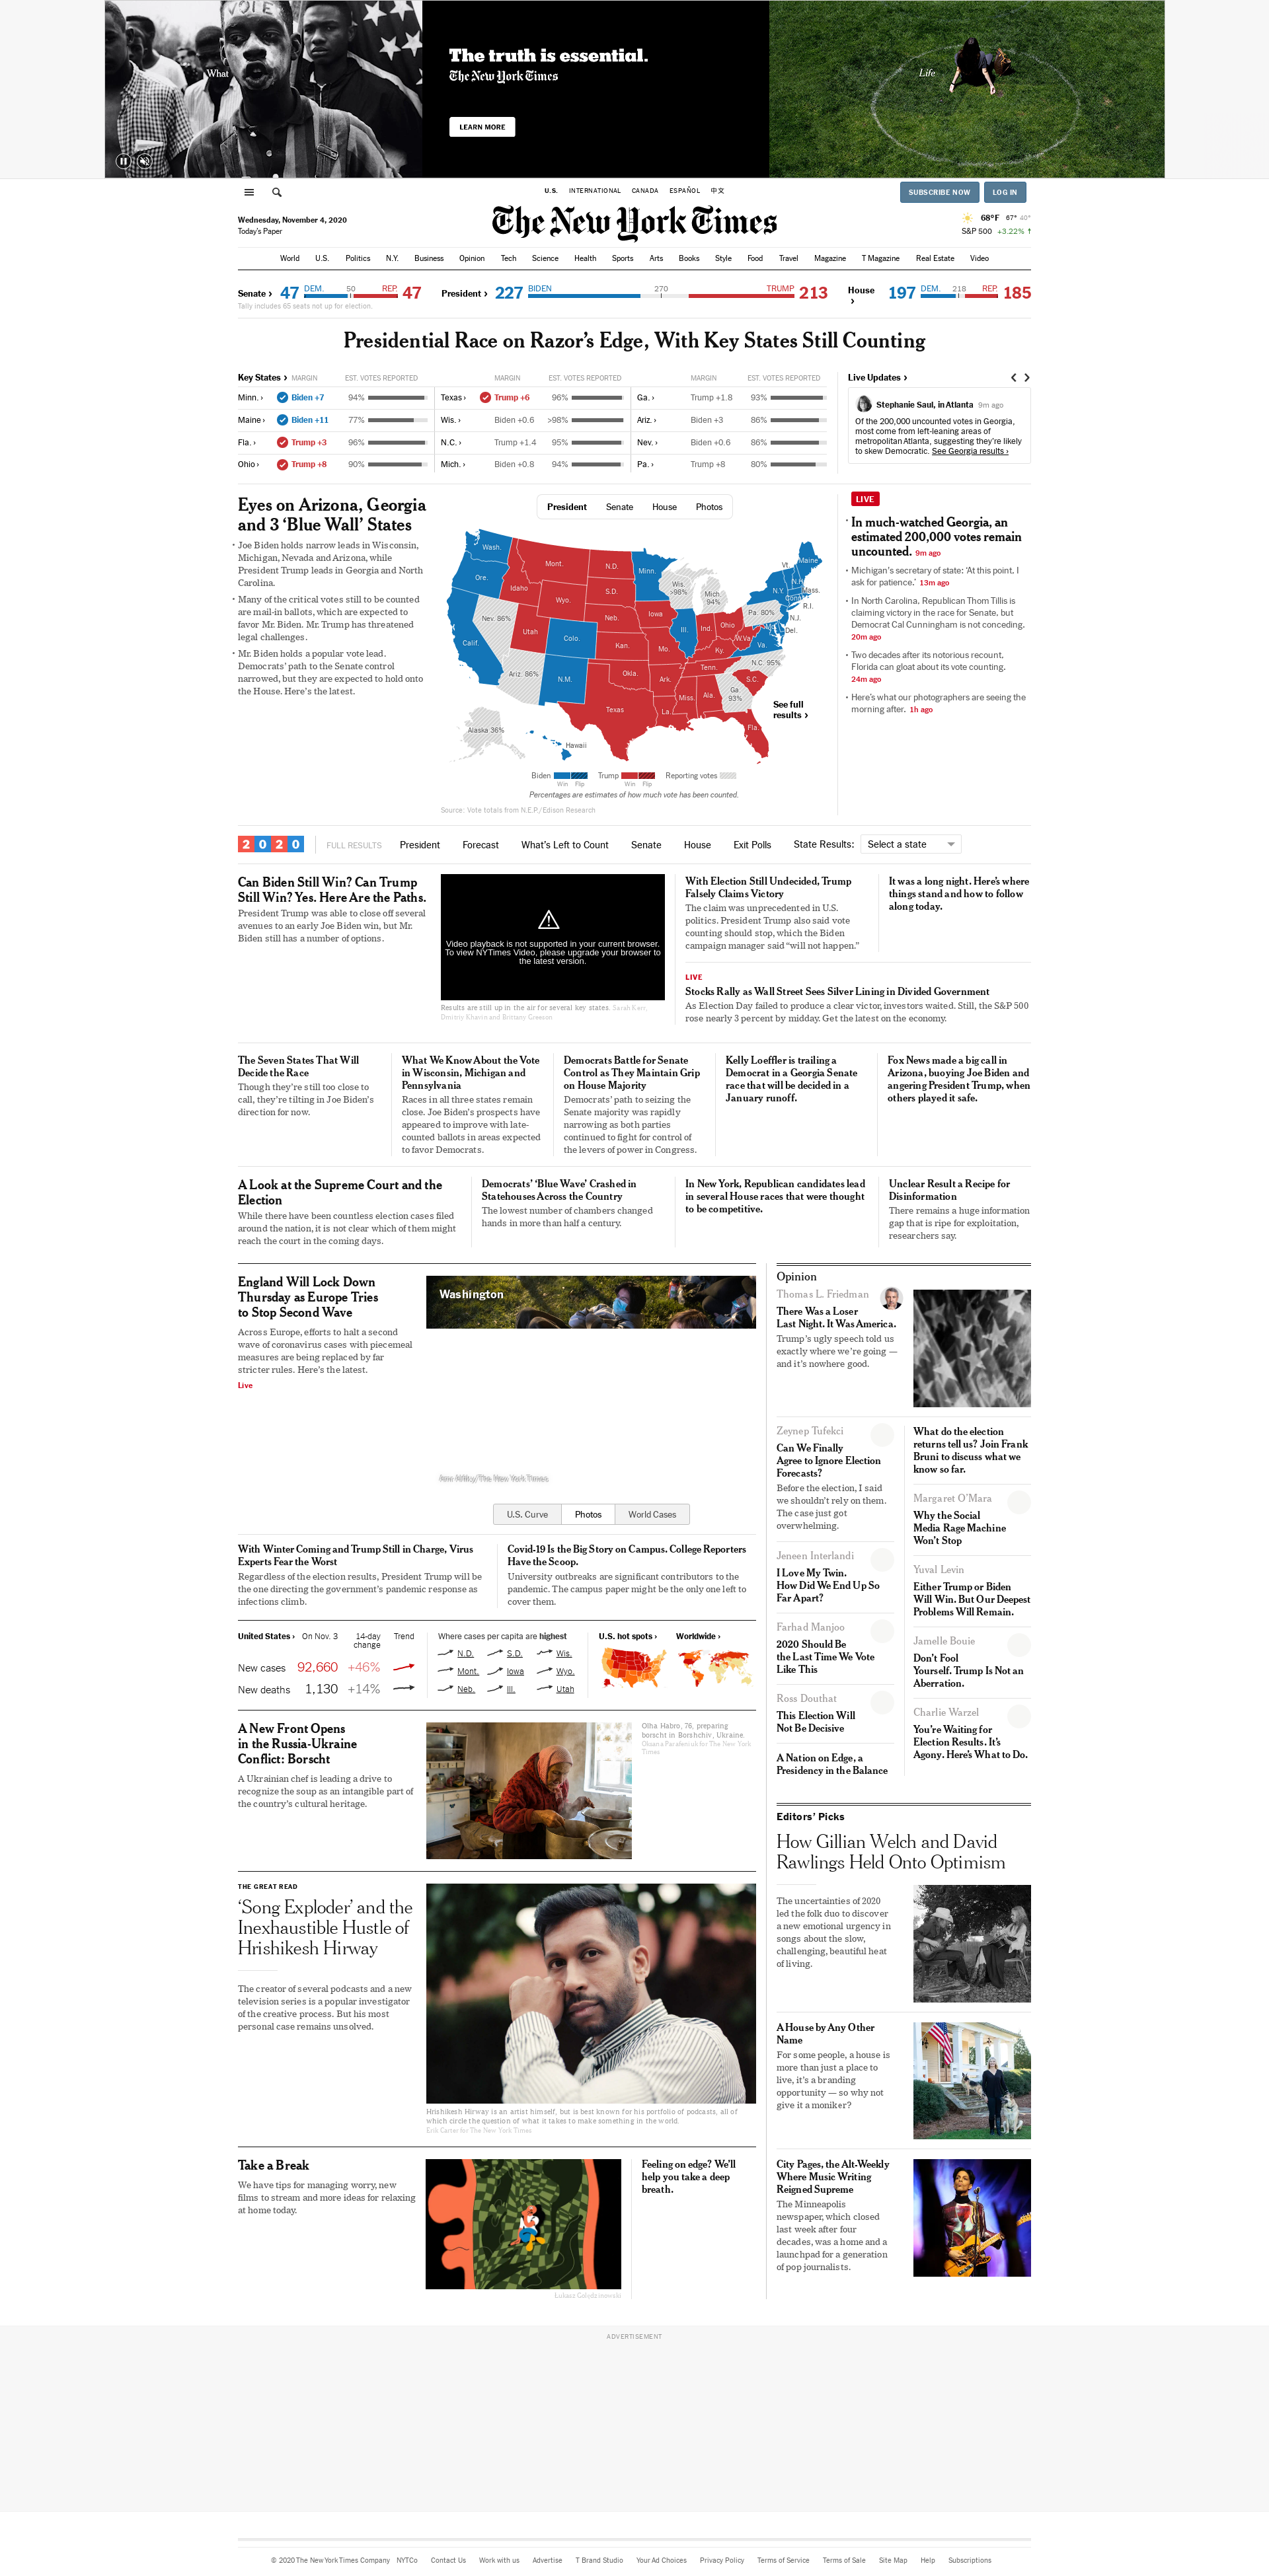 What
The truth is essential.
The New York Times
LEARN MORE
Life
U.S. INTERNATIONAL CANADA ESPAÑOL 中文
SUBSCRIBE NOW LOG IN
Wednesday, November 4, 2020
Today's Paper
The New York Times
68°F 67° 40°
S&P 500 +3.22% ↑
World U.S. Politics N.Y. Business Opinion Tech Science Health Sports Arts Books Style Food Travel Magazine T Magazine Real Estate Video
Senate › 47 DEM. 50 REP. 47
Tally includes 65 seats not up for election.
President › 227 BIDEN 270 TRUMP 213
House › 197 DEM. 218 REP. 185
Presidential Race on Razor's Edge, With Key States Still Counting
Key States › MARGIN EST. VOTES REPORTED MARGIN EST. VOTES REPORTED MARGIN EST. VOTES REPORTED
Minn. › Biden +7 94% Texas › Trump +6 96% Ga. › Trump +1.8 93%
Maine › Biden +11 77% Wis. › Biden +0.6 >98% Ariz. › Biden +3 86%
Fla. › Trump +3 96% N.C. › Trump +1.4 95% Nev. › Biden +0.6 86%
Ohio › Trump +8 90% Mich. › Biden +0.8 94% Pa. › Trump +8 80%
Live Updates ›
Stephanie Saul, in Atlanta 9m ago
Of the 200,000 uncounted votes in Georgia,
most come from left-leaning areas of
metropolitan Atlanta, suggesting they're likely
to skew Democratic. See Georgia results ›
Eyes on Arizona, Georgia
and 3 'Blue Wall' States
• Joe Biden holds narrow leads in Wisconsin,
Michigan, Nevada and Arizona, while
President Trump leads in Georgia and North
Carolina.
• Many of the critical votes still to be counted
are mail-in ballots, which are expected to
favor Mr. Biden. Mr. Trump has threatened
legal challenges.
• Mr. Biden holds a popular vote lead.
Democrats' path to the Senate control
narrowed, but they are expected to hold onto
the House. Here's the latest.
President Senate House Photos
Wash.
Ore.
Calif.
Nev. 86%
Idaho
Mont.
Wyo.
Utah
Ariz. 86%
Colo.
N.M.
N.D.
S.D.
Neb.
Kan.
Okla.
Texas
Minn.
Iowa
Mo.
Ark.
La.
Wis.
>98%
Ill.
Mich.
94%
Ind.
Ohio
Ky.
Tenn.
Miss.
Ala.
Ga.
93%
Fla.
S.C.
N.C. 95%
Va.
W.Va.
Pa. 80%
N.Y.
Vt.
N.H.
Maine
Mass.
Conn.
R.I.
N.J.
Del.
Alaska 36%
Hawaii
See full
results ›
Biden Trump Reporting votes
Win Flip Win Flip
Percentages are estimates of how much vote has been counted.
Source: Vote totals from N.E.P./Edison Research
LIVE
• In much-watched Georgia, an
estimated 200,000 votes remain
uncounted. 9m ago
• Michigan's secretary of state: 'At this point, I
ask for patience.' 13m ago
• In North Carolina, Republican Thom Tillis is
claiming victory in the race for Senate, but
Democrat Cal Cunningham is not conceding.
20m ago
• Two decades after its notorious recount,
Florida can gloat about its vote counting.
24m ago
• Here's what our photographers are seeing the
morning after. 1h ago
2020 FULL RESULTS President Forecast What's Left to Count Senate House Exit Polls State Results: Select a state
Can Biden Still Win? Can Trump
Still Win? Yes. Here Are the Paths.
President Trump was able to close off several
avenues to an early Joe Biden win, but Mr.
Biden still has a number of options.
Video playback is not supported in your current browser.
To view NYTimes Video, please upgrade your browser to
the latest version.
Results are still up in the air for several key states. Sarah Kerr,
Dmitriy Khavin and Brittany Greeson
With Election Still Undecided, Trump
Falsely Claims Victory
The claim was unprecedented in U.S.
politics. President Trump also said vote
counting should stop, which the Biden
campaign manager said "will not happen."
It was a long night. Here's where
things stand and how to follow
along today.
LIVE
Stocks Rally as Wall Street Sees Silver Lining in Divided Government
As Election Day failed to produce a clear victor, investors waited. Still, the S&P 500
rose nearly 3 percent by midday. Get the latest on the economy.
The Seven States That Will
Decide the Race
Though they're still too close to
call, they're tilting in Joe Biden's
direction for now.
What We Know About the Vote
in Wisconsin, Michigan and
Pennsylvania
Races in all three states remain
close. Joe Biden's prospects have
appeared to improve with late-
counted ballots in areas expected
to favor Democrats.
Democrats Battle for Senate
Control as They Maintain Grip
on House Majority
Democrats' path to seizing the
Senate majority was rapidly
narrowing as both parties
continued to fight for control of
the levers of power in Congress.
Kelly Loeffler is trailing a
Democrat in a Georgia Senate
race that will be decided in a
January runoff.
Fox News made a big call in
Arizona, buoying Joe Biden and
angering President Trump, when
others played it safe.
A Look at the Supreme Court and the
Election
While there have been countless election cases filed
around the nation, it is not clear which of them might
reach the court in the coming days.
Democrats' 'Blue Wave' Crashed in
Statehouses Across the Country
The lowest number of chambers changed
hands in more than half a century.
In New York, Republican candidates lead
in several House races that were thought
to be competitive.
Unclear Result a Recipe for
Disinformation
There remains a huge information
gap that is ripe for exploitation,
researchers say.
England Will Lock Down
Thursday as Europe Tries
to Stop Second Wave
Across Europe, efforts to halt a second
wave of coronavirus cases with piecemeal
measures are being replaced by far
stricter rules. Here's the latest.
Live
Washington
/The New York Times
U.S. Curve Photos World Cases
With Winter Coming and Trump Still in Charge, Virus
Experts Fear the Worst
Regardless of the election results, President Trump will be
the one directing the government's pandemic response as
infections climb.
Covid-19 Is the Big Story on Campus. College Reporters
Have the Scoop.
University outbreaks are significant contributors to the
pandemic. The campus paper might be the only one left to
cover them.
United States › On Nov. 3 14-day change Trend
New cases 92,660 +46%
New deaths 1,130 +14%
Where cases per capita are highest
N.D. S.D. Wis.
Mont. Iowa Wyo.
Neb. Ill. Utah
U.S. hot spots › Worldwide ›
A New Front Opens
in the Russia-Ukraine
Conflict: Borscht
A Ukrainian chef is leading a drive to
recognize the soup as an intangible part of
the country's cultural heritage.
Olha Habro, 76, preparing
borscht in Borshchiv, Ukraine.
Oksana Parafeniuk for The New York
Times
THE GREAT READ
'Song Exploder' and the
Inexhaustible Hustle of
Hrishikesh Hirway
The creator of several podcasts and a new
television series is a popular investigator
of the creative process. But his most
personal case remains unsolved.
Hrishikesh Hirway is an artist himself, but is best known for his portfolio of podcasts, all of
which circle the question of what it takes to make something in the world.
Erik Carter for The New York Times
Take a Break
We have tips for managing worry, new
films to stream and more ideas for relaxing
at home today.
Feeling on edge? We'll
help you take a deep
breath.
Opinion
Thomas L. Friedman
There Was a Loser
Last Night. It Was America.
Trump's ugly speech told us
exactly where we're going —
and it's nowhere good.
Zeynep Tufekci
Can We Finally
Agree to Ignore Election
Forecasts?
Before the election, I said
we shouldn't rely on them.
The case just got
overwhelming.
Jeneen Interlandi
I Love My Twin.
How Did We End Up So
Far Apart?
Farhad Manjoo
2020 Should Be
the Last Time We Vote
Like This
Ross Douthat
This Election Will
Not Be Decisive
A Nation on Edge, a
Presidency in the Balance
What do the election
returns tell us? Join Frank
Bruni to discuss what we
know so far.
Margaret O'Mara
Why the Social
Media Rage Machine
Won't Stop
Yuval Levin
Either Trump or Biden
Will Win. But Our Deepest
Problems Will Remain.
Jamelle Bouie
Don't Fool
Yourself. Trump Is Not an
Aberration.
Charlie Warzel
You're Waiting for
Election Results. It's
Agony. Here's What to Do.
Editors' Picks
How Gillian Welch and David
Rawlings Held Onto Optimism
The uncertainties of 2020
led the folk duo to discover
a new emotional urgency in
songs about the slow,
challenging, beautiful heat
of living.
A House by Any Other
Name
For some people, a house is
more than just a place to
live, it's a branding
opportunity — so why not
give it a moniker?
City Pages, the Alt-Weekly
Where Music Writing
Reigned Supreme
The Minneapolis
newspaper, which closed
last week after four
decades, was a home and a
launchpad for a generation
of pop journalists.
ADVERTISEMENT
© 2020 The New York Times Company NYTCo Contact Us Work with us Advertise T Brand Studio Your Ad Choices Privacy Policy Terms of Service Terms of Sale Site Map Help Subscriptions